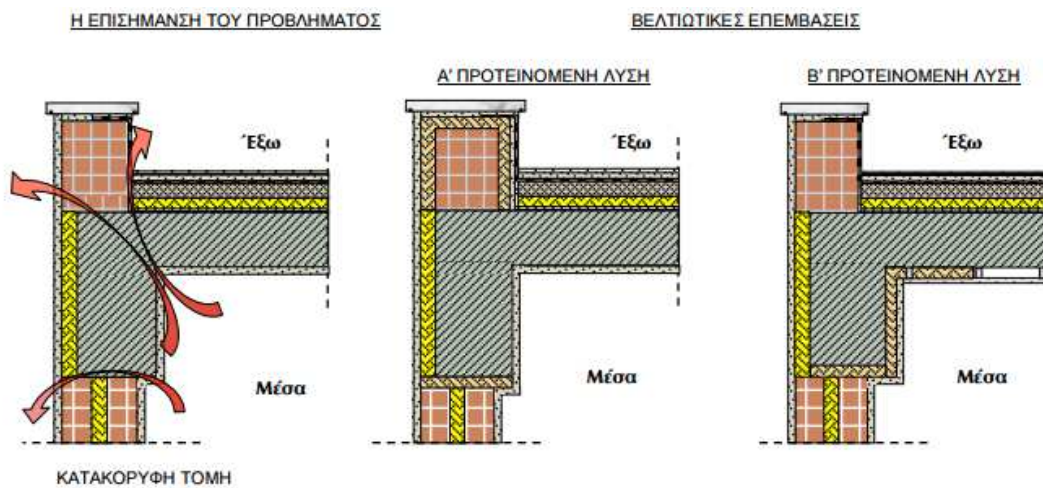 Η ΕΠΙΣΗΜΑΝΣΗ ΤΟΥ ΠΡΟΒΛΗΜΑΤΟΣ
ΒΕΛΤΙΩΤΙΚΕΣ ΕΠΕΜΒΑΣΕΙΣ
Α' ΠΡΟΤΕΙΝΟΜΕΝΗ ΛΥΣΗ
Β' ΠΡΟΤΕΙΝΟΜΕΝΗ ΛΥΣΗ
Έξω
Έξω
Έξω
Μέσα
Μέσα
Μέσα
ΚΑΤΑΚΟΡΥΦΗ ΤΟΜΗ